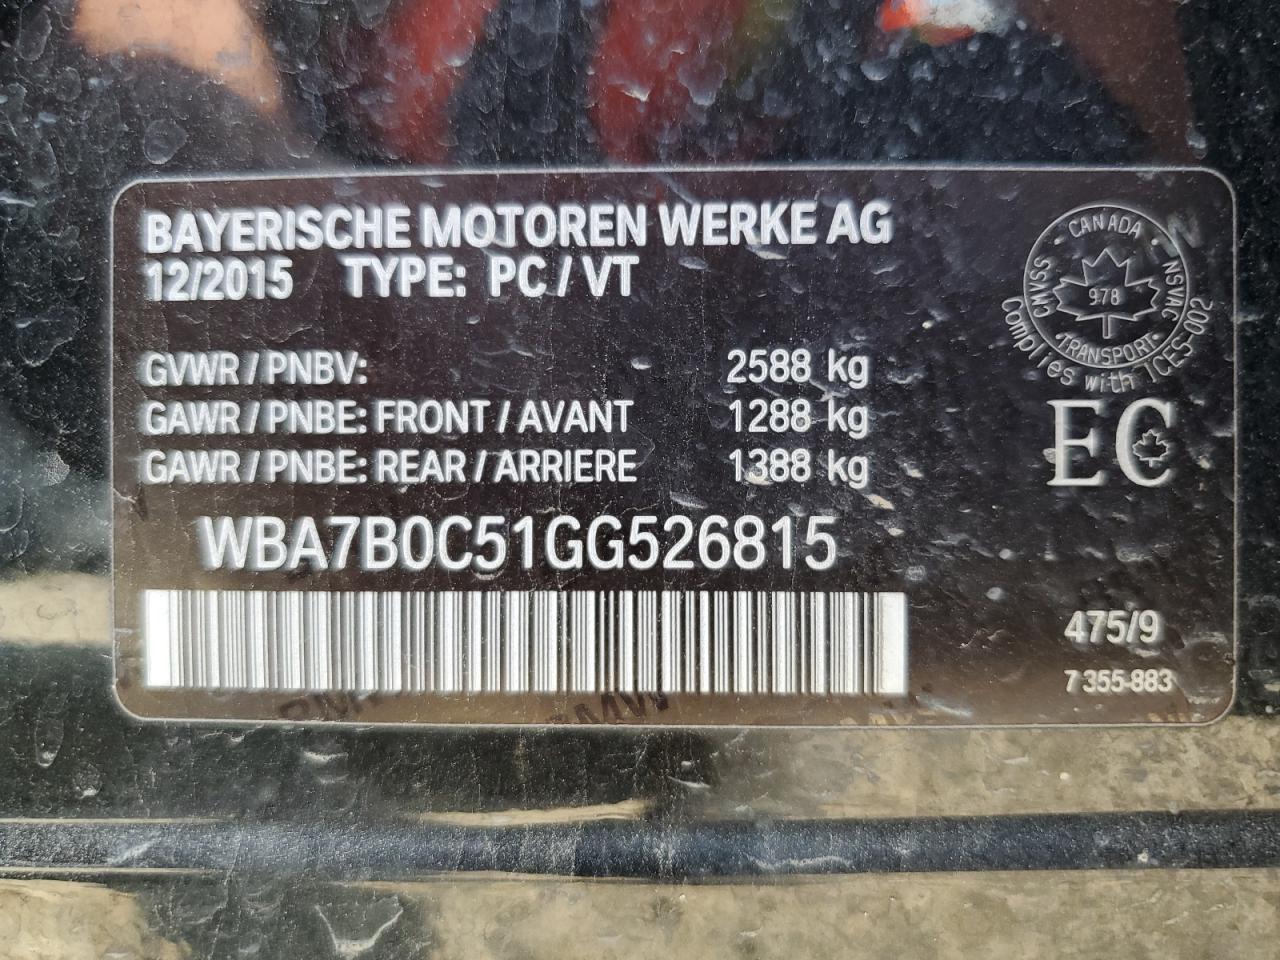 BAYERISCHE MOTOREN WERKE AG
12/2015 TYPE: PC/VT
GVWR/PNBV: 2588 kg
GAWR/PNBE: FRONT/AVANT 1288 kg
GAWR/PNBE: REAR/ARRIERE 1388 kg
WBA7B0C51GG526815
CANADA
CMVSS
978
NSVAC
TRANSPORT
Complies with TCES-002
EC
475/9
7 355-883
BMW